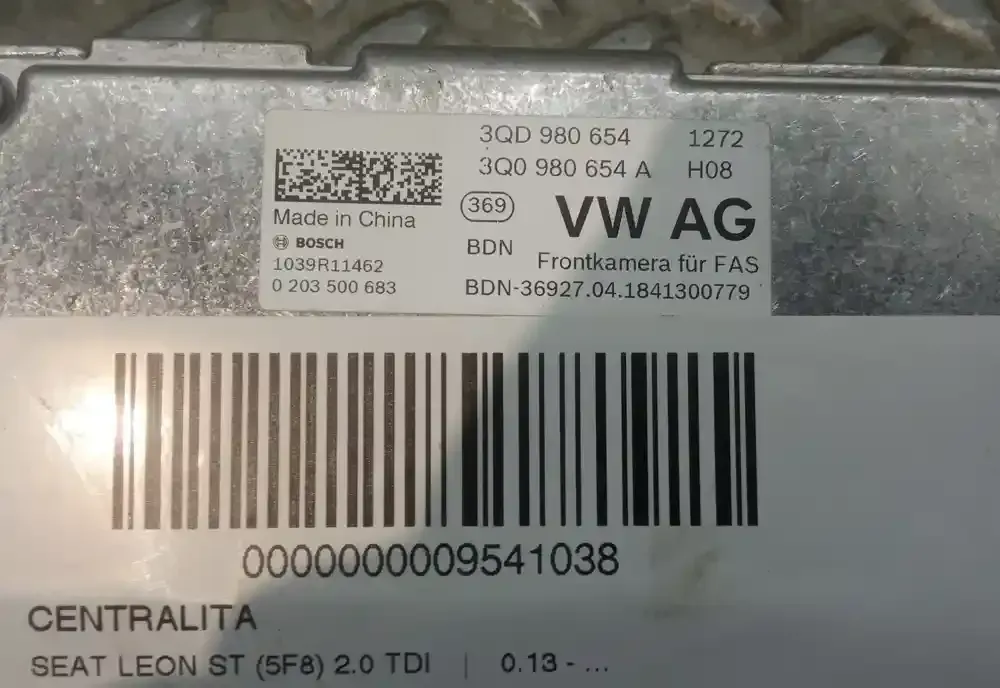 3QD 980 654 1272
3Q0 980 654 A H08
369
VW AG
Made in China
BOSCH
BDN
Frontkamera für FAS
1039R11462
0 203 500 683
BDN-36927.04.1841300779
0000000009541038
CENTRALITA
SEAT LEON ST (5F8) 2.0 TDI | 0.13 - ...